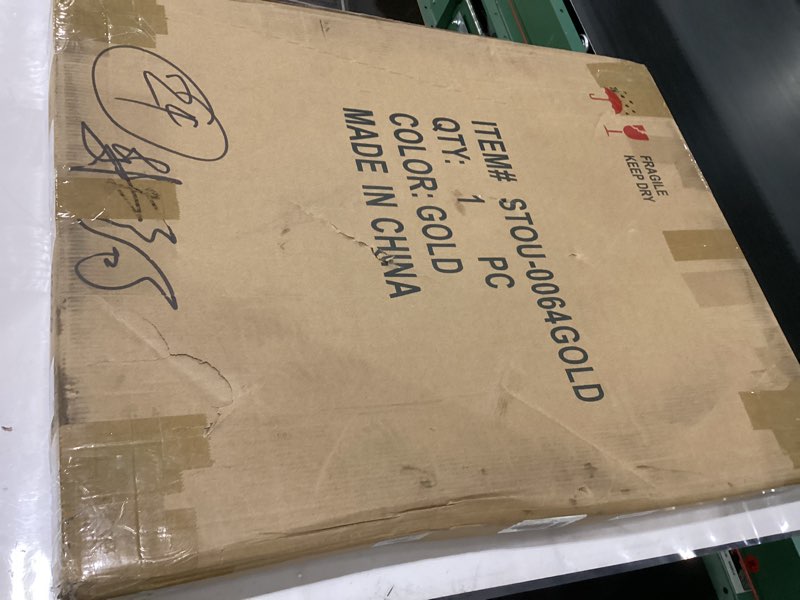 ITEM# STOU-0064GOLD
QTY: 1 PC
COLOR: GOLD
MADE IN CHINA
FRAGILE
KEEP DRY